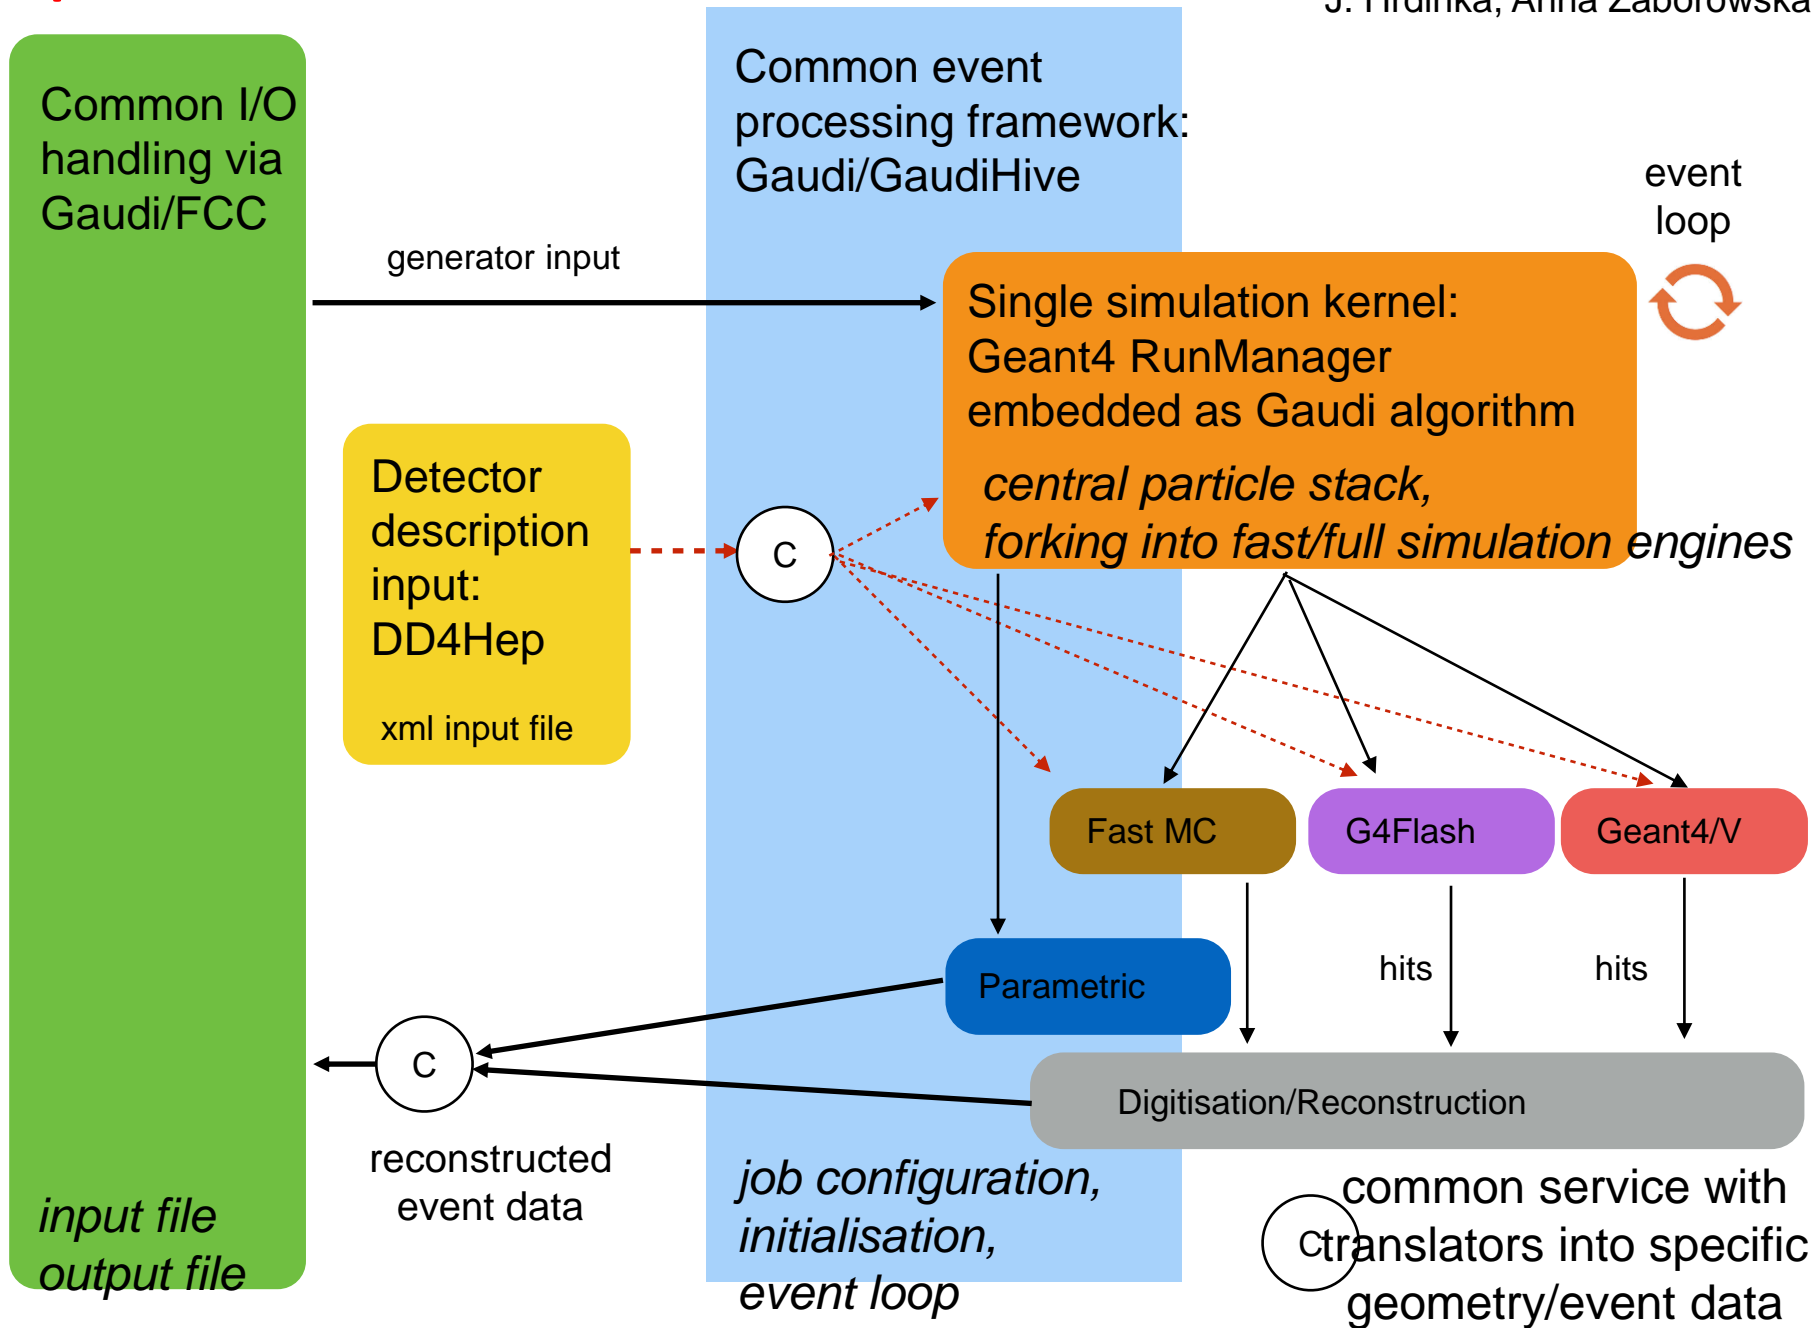 J. Hrdinka, Anna Zaborowska
Common I/O
handling via
Gaudi/FCC
Common event
processing framework:
Gaudi/GaudiHive
event
loop
generator input
Single simulation kernel:
Geant4 RunManager
embedded as Gaudi algorithm
central particle stack,
forking into fast/full simulation engines
Detector
description
input:
DD4Hep
xml input file
C
Fast MC
G4Flash
Geant4/V
hits
hits
Parametric
C
Digitisation/Reconstruction
reconstructed
event data
input file
output file
job configuration,
initialisation,
event loop
C
common service with
translators into specific
geometry/event data